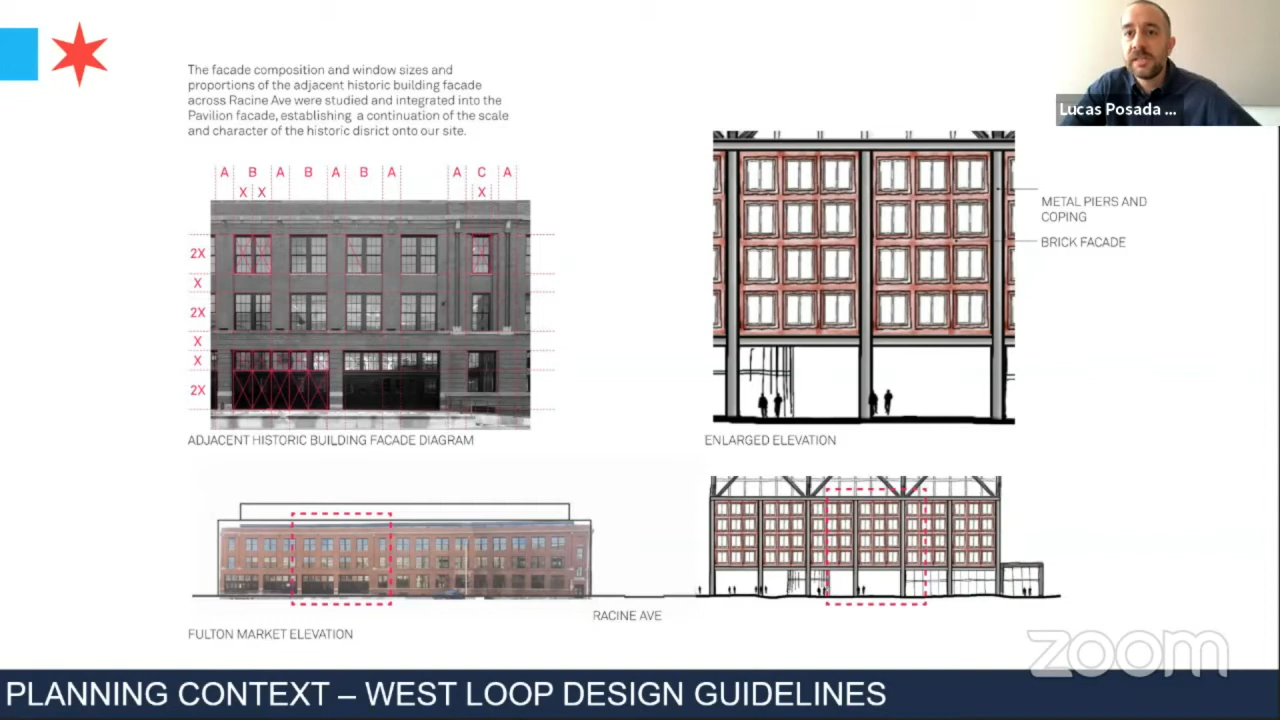 The facade composition and window sizes and
proportions of the adjacent historic building facade
across Racine Ave were studied and integrated into the
Pavilion facade, establishing a continuation of the scale
and character of the historic disrict onto our site.
Lucas Posada ...
A B A B A B A A C A
X X X
2X
X
2X
X
X
2X
METAL PIERS AND
COPING
BRICK FACADE
ADJACENT HISTORIC BUILDING FACADE DIAGRAM
ENLARGED ELEVATION
RACINE AVE
FULTON MARKET ELEVATION
zoom
PLANNING CONTEXT – WEST LOOP DESIGN GUIDELINES